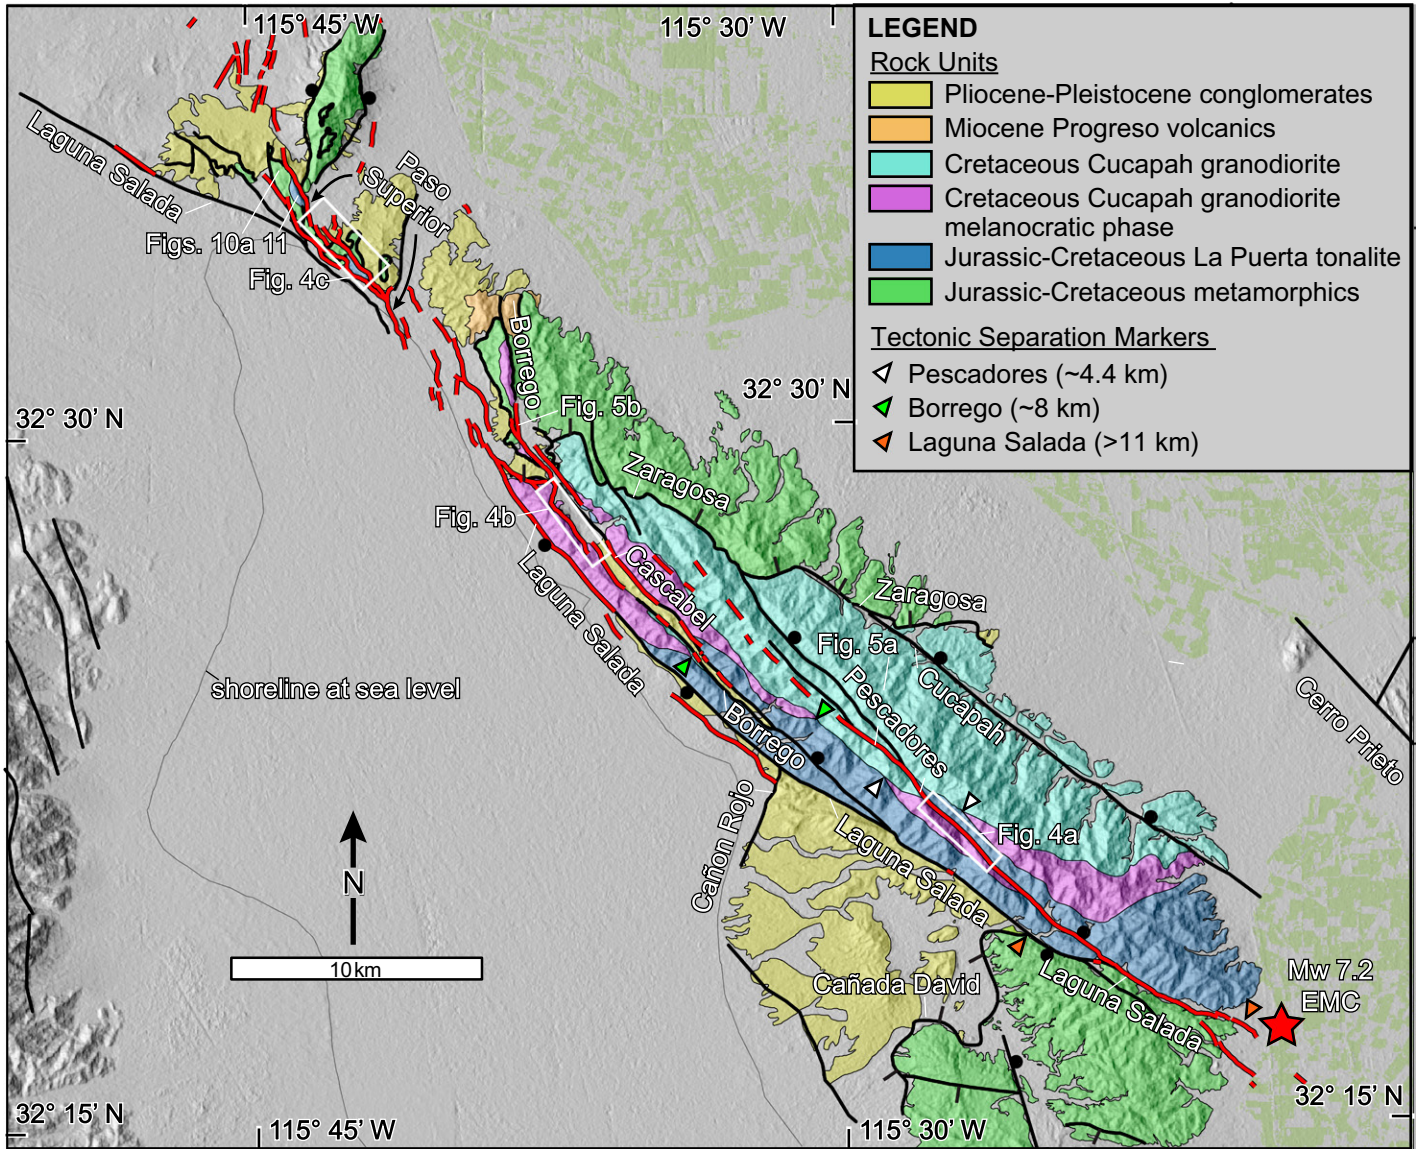 115° 45’ W
115° 30’ W
LEGEND
Rock Units
Pliocene-Pleistocene conglomerates
Miocene Progreso volcanics
Cretaceous Cucapah granodiorite
Cretaceous Cucapah granodiorite
melanocratic phase
Jurassic-Cretaceous La Puerta tonalite
Jurassic-Cretaceous metamorphics
Tectonic Separation Markers
Pescadores (~4.4 km)
Borrego (~8 km)
Laguna Salada (>11 km)
Laguna Salada
Paso
Superior
Figs. 10a 11
Fig. 4c
Borrego
32° 30’ N
32° 30’ N
Fig. 5b
Zaragosa
Fig. 4b
Cascabel
Laguna Salada
Zaragosa
Fig. 5a
Pescadores
Cucapah
Cerro Prieto
shoreline at sea level
Borrego
Cañon Rojo
Fig. 4a
Laguna Salada
N
10 km
Cañada David
Laguna Salada
Mw 7.2
EMC
32° 15’ N
32° 15’ N
115° 45’ W
115° 30’ W